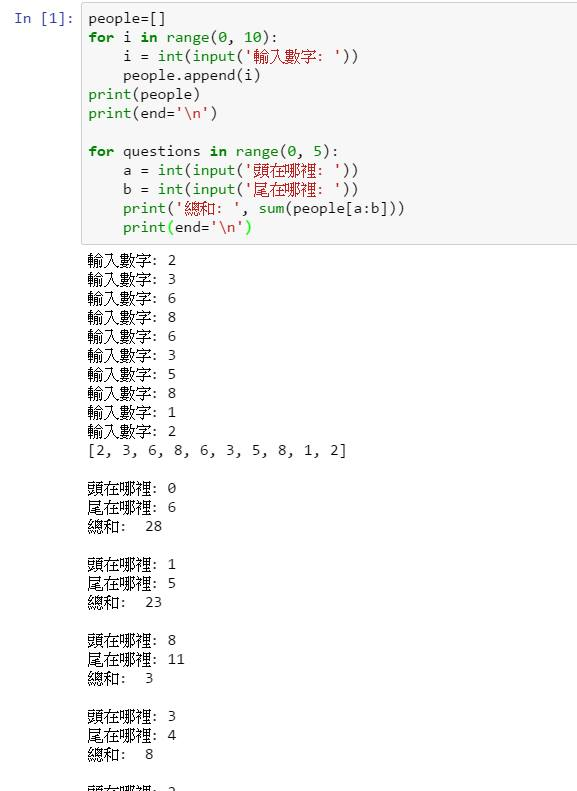 In [1]:
people=[]
for i in range(0, 10):
    i = int(input('輸入數字: '))
    people.append(i)
print(people)
print(end='\n')

for questions in range(0, 5):
    a = int(input('頭在哪裡: '))
    b = int(input('尾在哪裡: '))
    print('總和: ', sum(people[a:b]))
    print(end='\n')
輸入數字: 2
輸入數字: 3
輸入數字: 6
輸入數字: 8
輸入數字: 6
輸入數字: 3
輸入數字: 5
輸入數字: 8
輸入數字: 1
輸入數字: 2
[2, 3, 6, 8, 6, 3, 5, 8, 1, 2]

頭在哪裡: 0
尾在哪裡: 6
總和:  28

頭在哪裡: 1
尾在哪裡: 5
總和:  23

頭在哪裡: 8
尾在哪裡: 11
總和:  3

頭在哪裡: 3
尾在哪裡: 4
總和:  8

頭在哪裡: